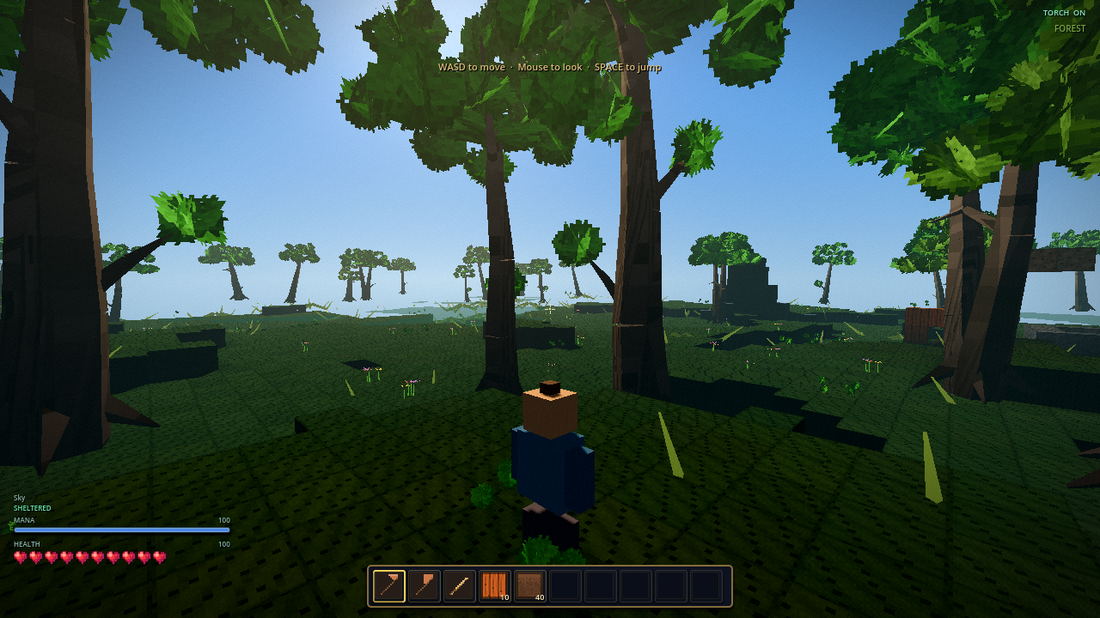 TORCH ON
FOREST
WASD to move · Mouse to look · SPACE to jump
Sky
SHELTERED
MANA 100
HEALTH 100
10 40